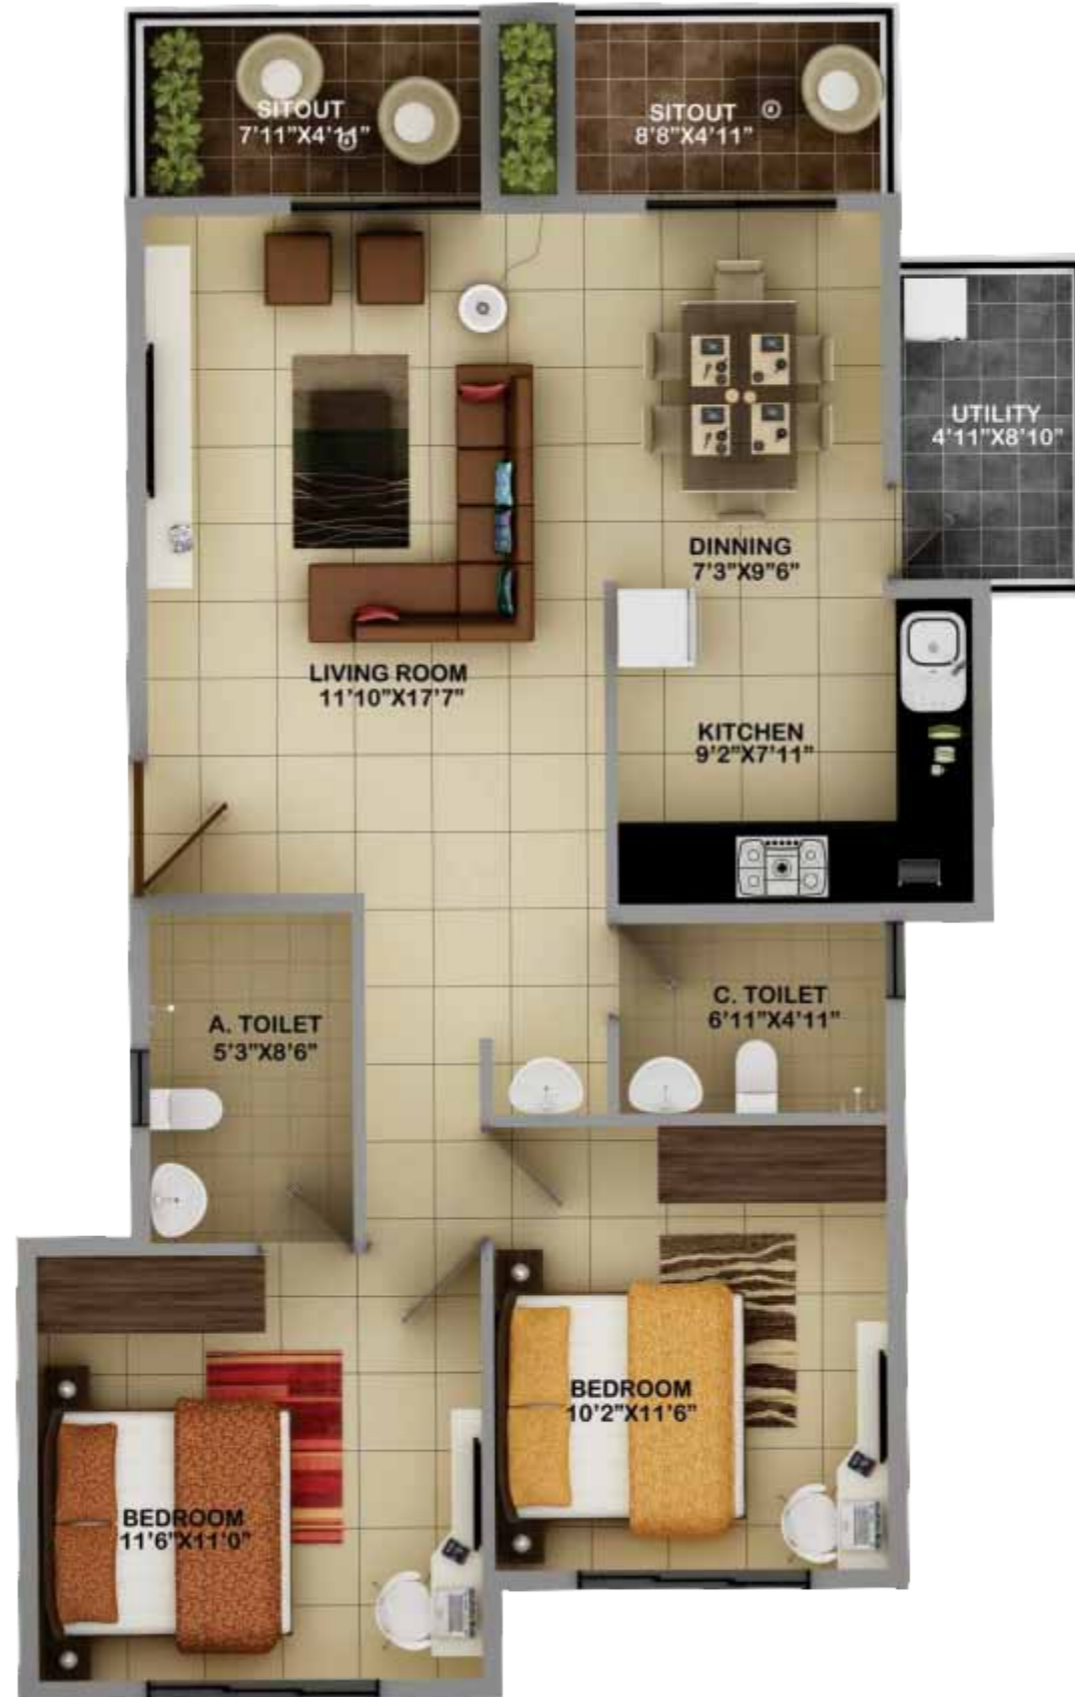 SITOUT
7'11"X4'11"
SITOUT
8'8"X4'11"
UTILITY
4'11"X8'10"
DINNING
7'3"X9"6"
LIVING ROOM
11'10"X17'7"
KITCHEN
9'2"X7'11"
A. TOILET
5'3"X8'6"
C. TOILET
6'11"X4'11"
BEDROOM
10'2"X11'6"
BEDROOM
11'6"X11'0"